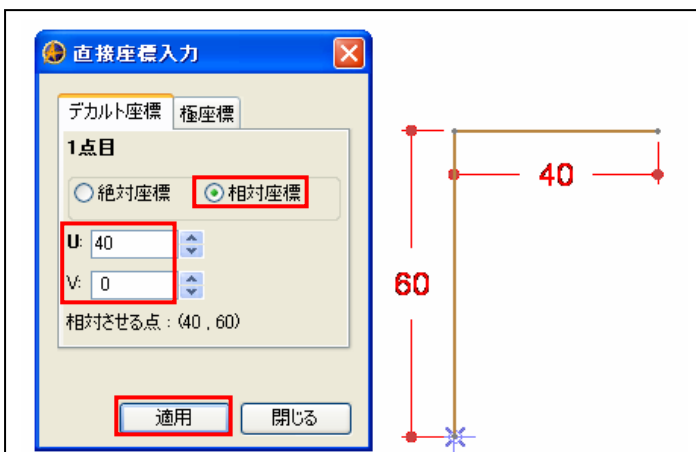 直接座標入力
デカルト座標 極座標
1点目
絶対座標 相対座標
U: 40
V: 0
相対させる点 : (40 , 60)
適用 閉じる
40
60